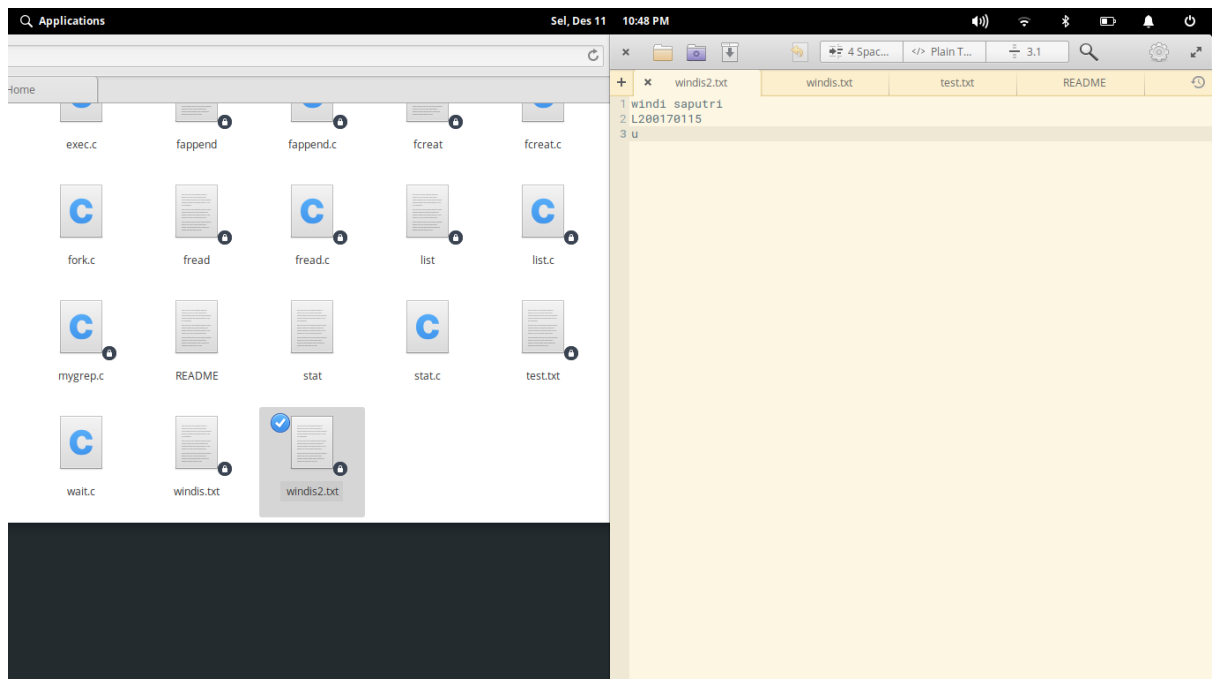 Applications
Sel, Des 11 10:48 PM
Home
exec.c fappend fappend.c fcreat fcreat.c
fork.c fread fread.c list list.c
mygrep.c README stat stat.c test.txt
wait.c windis.txt windis2.txt
4 Spac... </> Plain T... 3.1
+ × windis2.txt windis.txt test.txt README
1 windi saputri
2 L200170115
3 u